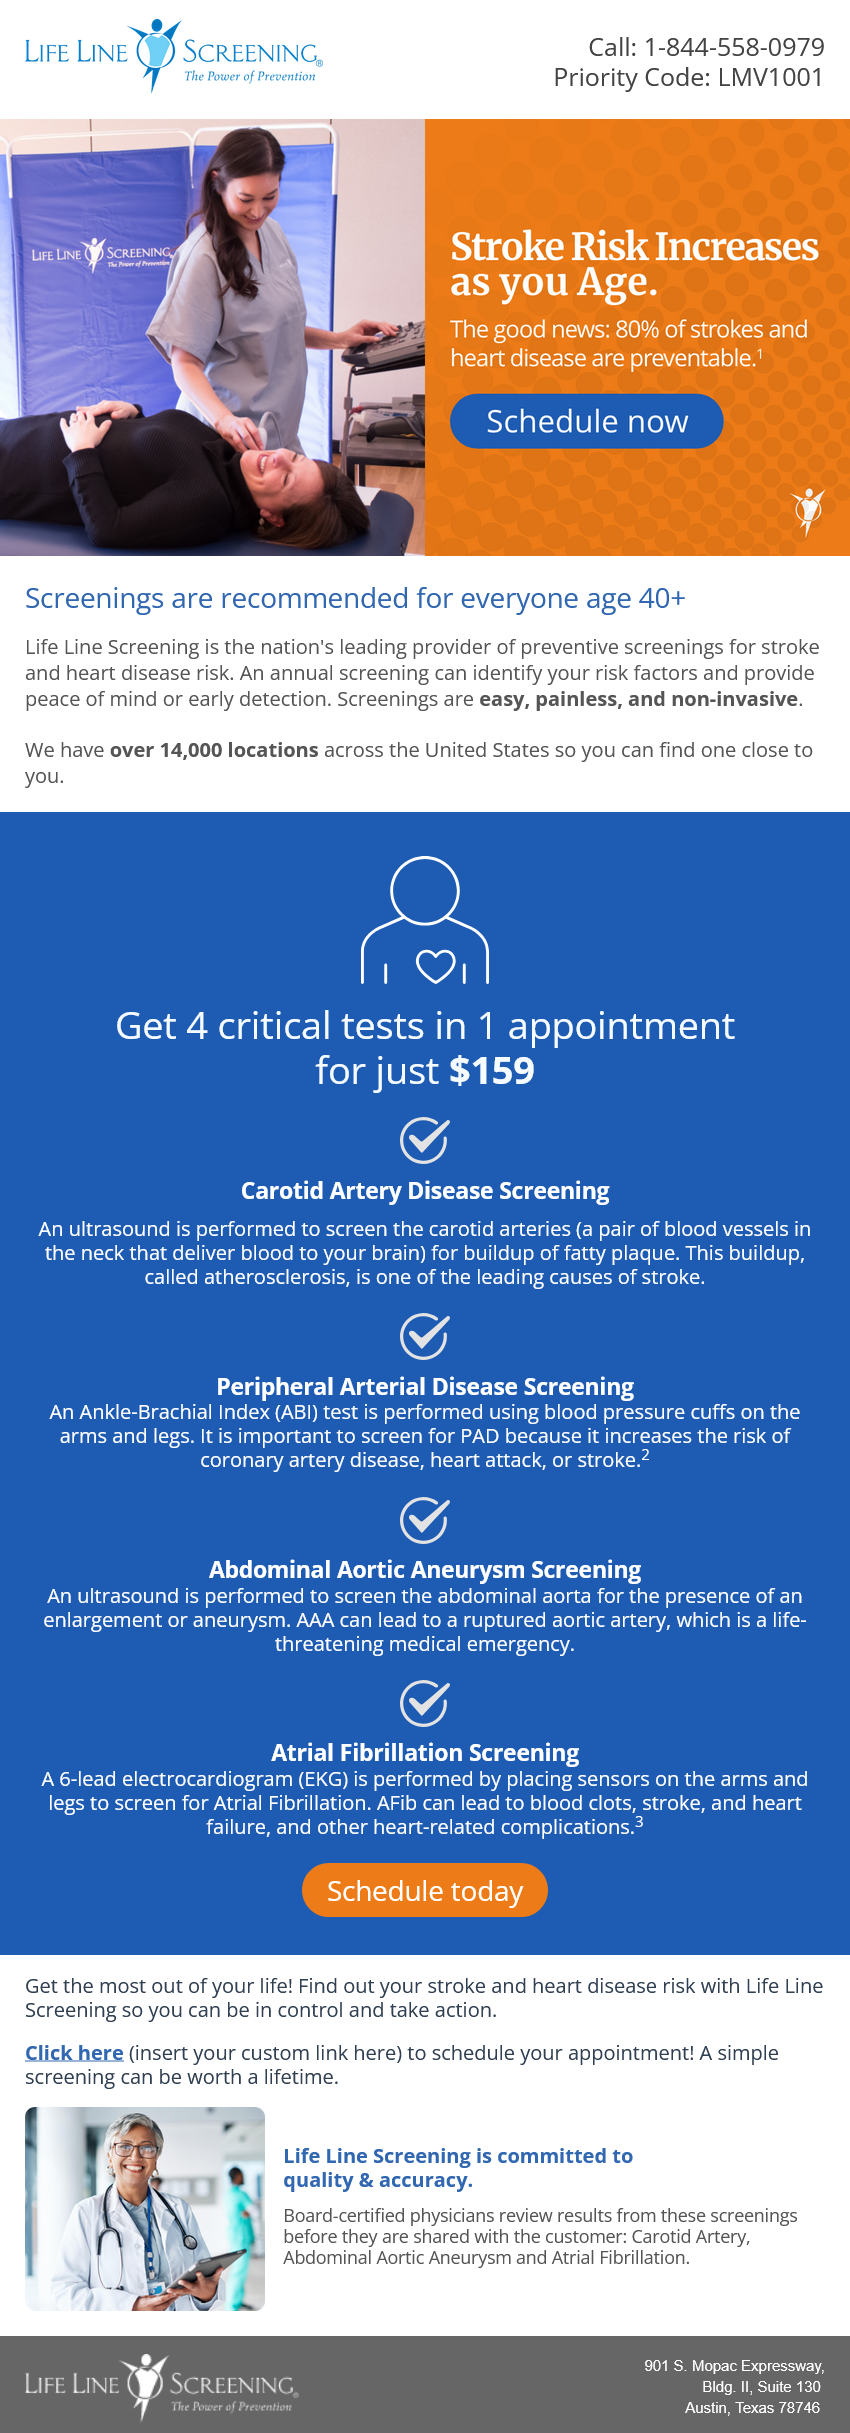 LIFE LINE SCREENING®
The Power of Prevention
Call: 1-844-558-0979
Priority Code: LMV1001
LIFE LINE SCREENING
The Power of Prevention
Stroke Risk Increases
as you Age.
The good news: 80% of strokes and
heart disease are preventable.1
Schedule now
Screenings are recommended for everyone age 40+
Life Line Screening is the nation's leading provider of preventive screenings for stroke
and heart disease risk. An annual screening can identify your risk factors and provide
peace of mind or early detection. Screenings are easy, painless, and non-invasive.
We have over 14,000 locations across the United States so you can find one close to
you.
Get 4 critical tests in 1 appointment
for just $159
Carotid Artery Disease Screening
An ultrasound is performed to screen the carotid arteries (a pair of blood vessels in
the neck that deliver blood to your brain) for buildup of fatty plaque. This buildup,
called atherosclerosis, is one of the leading causes of stroke.
Peripheral Arterial Disease Screening
An Ankle-Brachial Index (ABI) test is performed using blood pressure cuffs on the
arms and legs. It is important to screen for PAD because it increases the risk of
coronary artery disease, heart attack, or stroke.2
Abdominal Aortic Aneurysm Screening
An ultrasound is performed to screen the abdominal aorta for the presence of an
enlargement or aneurysm. AAA can lead to a ruptured aortic artery, which is a life-
threatening medical emergency.
Atrial Fibrillation Screening
A 6-lead electrocardiogram (EKG) is performed by placing sensors on the arms and
legs to screen for Atrial Fibrillation. AFib can lead to blood clots, stroke, and heart
failure, and other heart-related complications.3
Schedule today
Get the most out of your life! Find out your stroke and heart disease risk with Life Line
Screening so you can be in control and take action.
Click here (insert your custom link here) to schedule your appointment! A simple
screening can be worth a lifetime.
Life Line Screening is committed to
quality & accuracy.
Board-certified physicians review results from these screenings
before they are shared with the customer: Carotid Artery,
Abdominal Aortic Aneurysm and Atrial Fibrillation.
LIFE LINE SCREENING®
The Power of Prevention
901 S. Mopac Expressway,
Bldg. II, Suite 130
Austin, Texas 78746